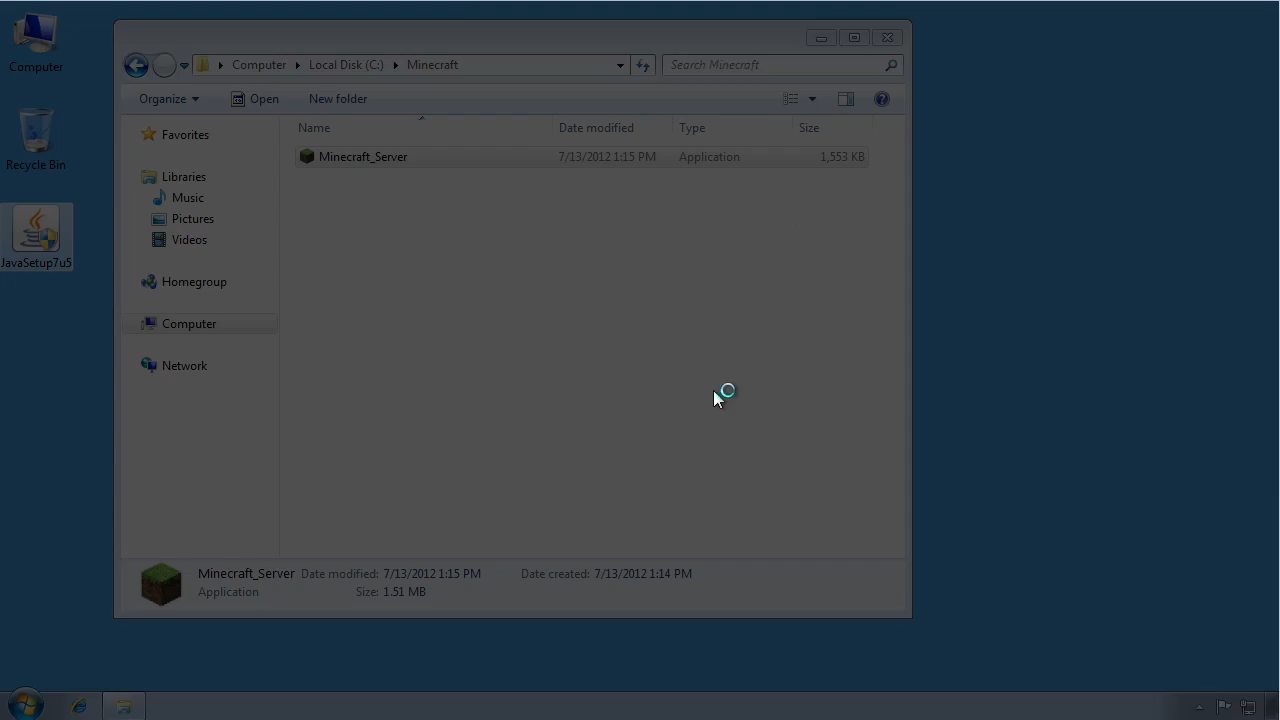 Computer
Recycle Bin
JavaSetup7u5
Computer Local Disk (C:) Minecraft
Search Minecraft
Organize Open New folder
Name Date modified Type Size
Minecraft_Server 7/13/2012 1:15 PM Application 1,553 KB
Favorites
Libraries
Music
Pictures
Videos
Homegroup
Computer
Network
Minecraft_Server Date modified: 7/13/2012 1:15 PM Date created: 7/13/2012 1:14 PM
Application Size: 1.51 MB